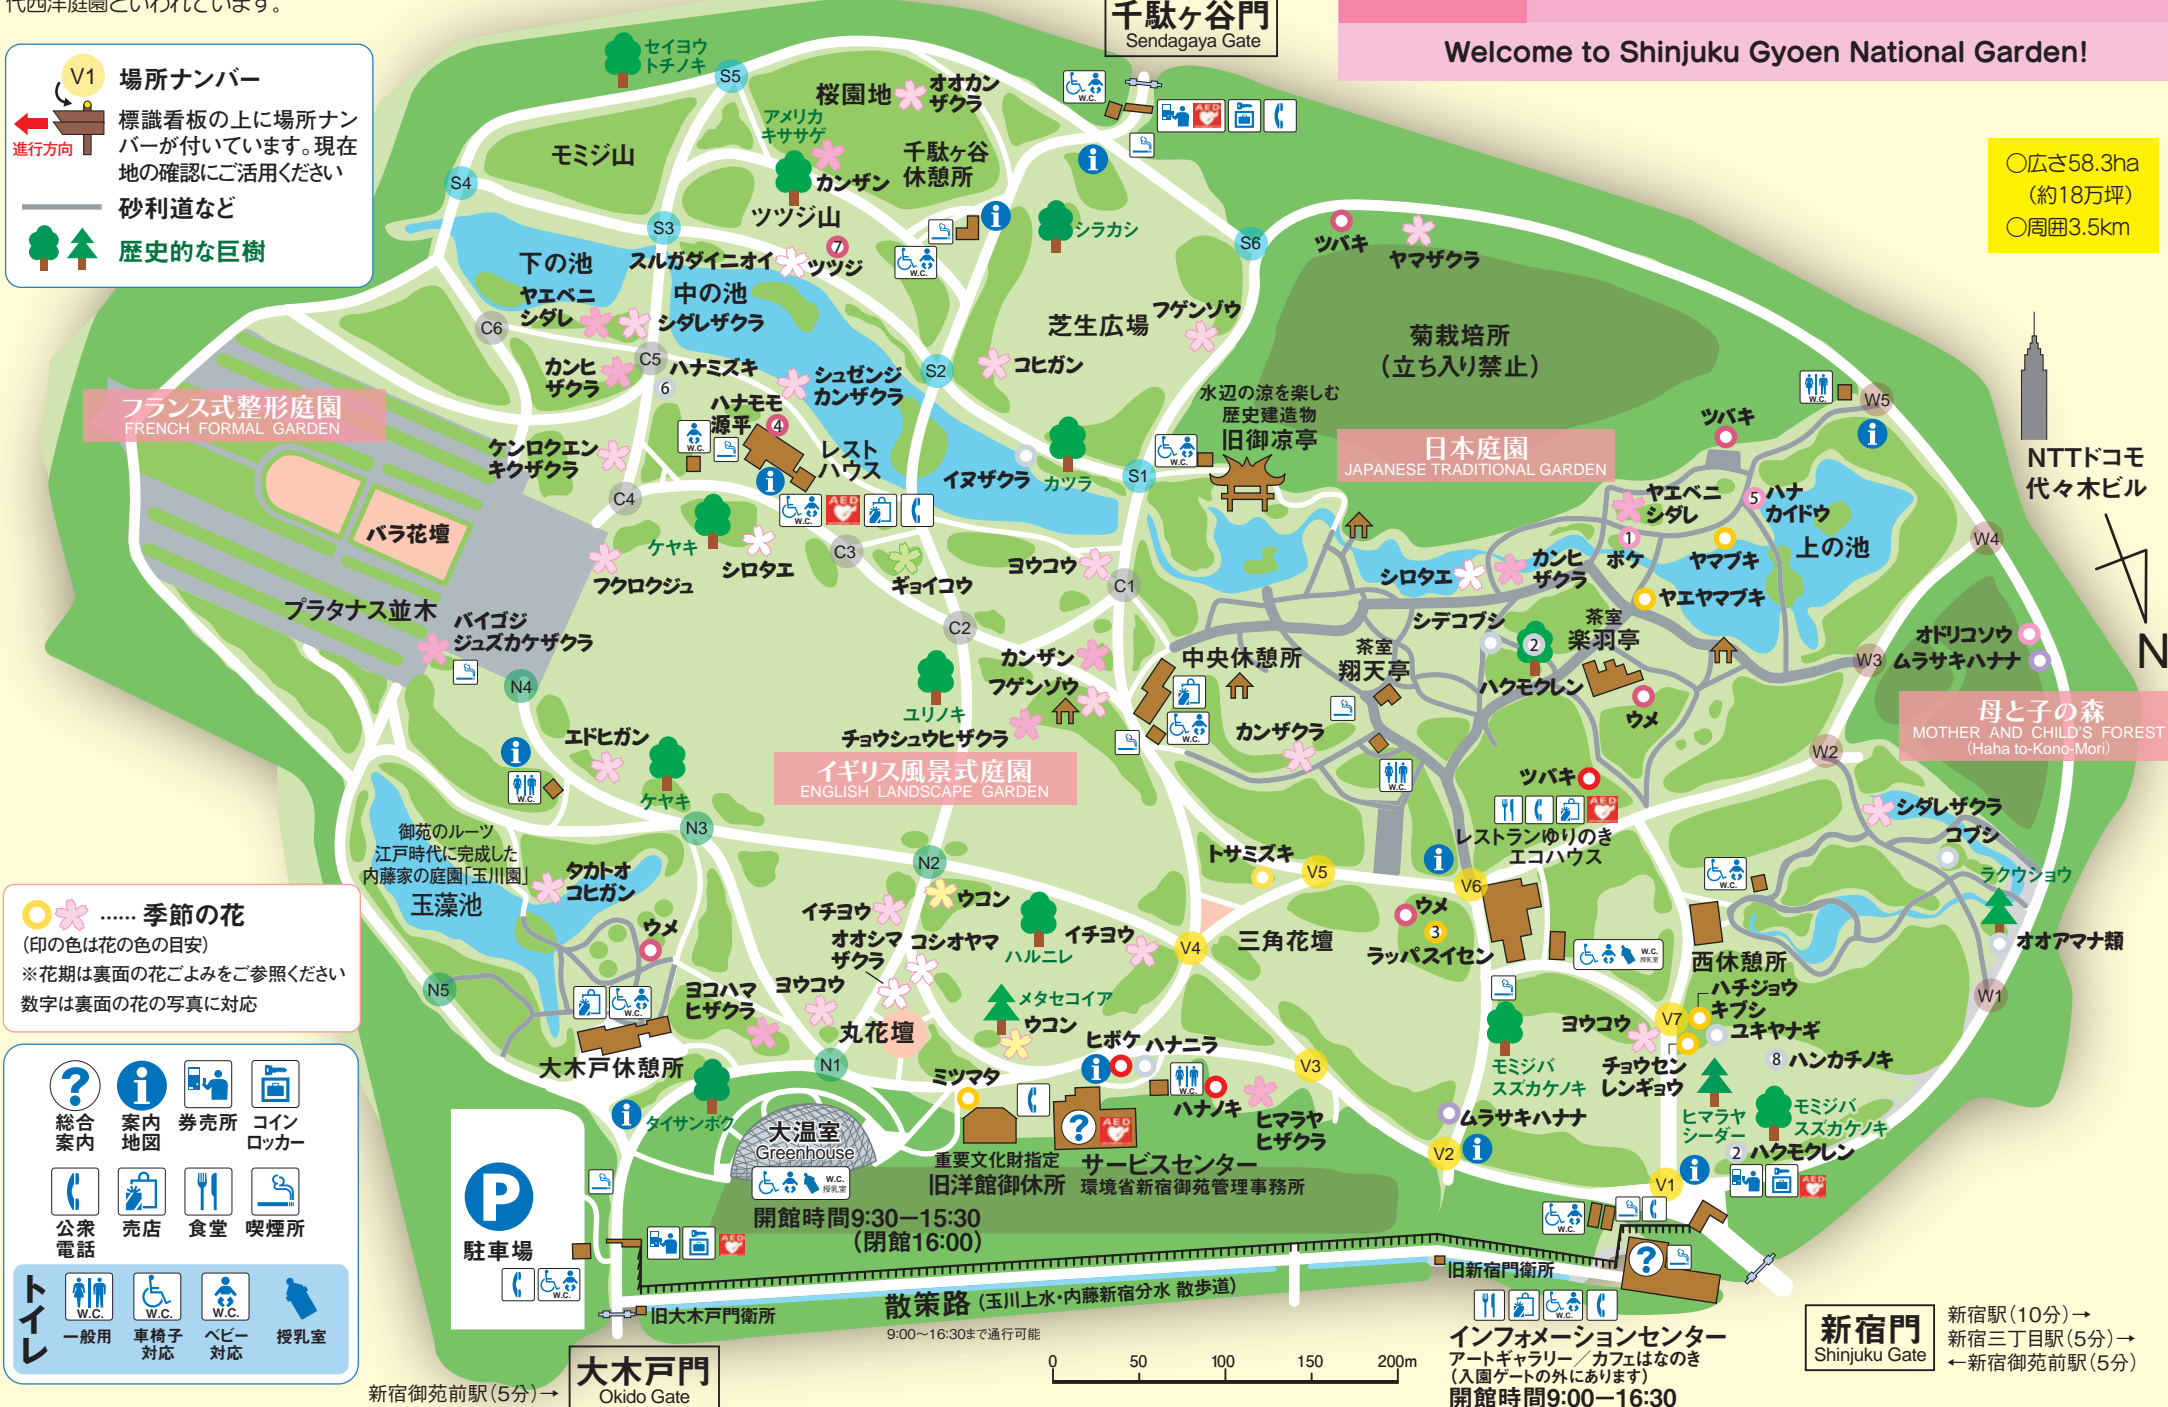 代西洋庭園といわれています。
千駄ヶ谷門
Sendagaya Gate
Welcome to Shinjuku Gyoen National Garden!
V1
場所ナンバー
標識看板の上に場所ナン
バーが付いています。現在
地の確認にご活用ください
進行方向
砂利道など
歴史的な巨樹
○広さ58.3ha
(約18万坪)
○周囲3.5km
セイヨウ
トチノキ
S5
桜園地
オオカン
ザクラ
アメリカ
キササゲ
モミジ山
カンザン
千駄ヶ谷
休憩所
W.C.
AED
S4
ツツジ山
S3
シラカシ
S6
ツバキ
ヤマザクラ
下の池
スルガダイニオイ
7
ツツジ
W.C.
ヤエベニ
シダレ
中の池
シダレザクラ
C6
芝生広場
フゲンゾウ
菊栽培所
(立ち入り禁止)
カンヒ
ザクラ
C5
6
ハナミズキ
シュゼンジ
カンザクラ
S2
コヒガン
水辺の涼を楽しむ
歴史建造物
旧御凉亭
W.C.
W5
NTTドコモ
代々木ビル
N
フランス式整形庭園
FRENCH FORMAL GARDEN
ハナモモ
源平
4
レスト
ハウス
W.C.
ケンロクエン
キクザクラ
イヌザクラ
カツラ
S1
W.C.
日本庭園
JAPANESE TRADITIONAL GARDEN
ツバキ
ヤエベニ
シダレ
5
ハナ
カイドウ
C4
W.C.
AED
バラ花壇
ケヤキ
シロタエ
C3
ギョイコウ
ヨウコウ
C1
シロタエ
カンヒ
ザクラ
1
ボケ
ヤマブキ
上の池
W4
フクロクジュ
プラタナス並木
バイゴジ
ジュズカケザクラ
C2
ヤエヤマブキ
シデコブシ
2
茶室
楽羽亭
オドリコソウ
ムラサキハナナ
W3
N4
カンザン
フゲンゾウ
中央休憩所
茶室
翔天亭
ハクモクレン
ウメ
ユリノキ
チョウシュウヒザクラ
W.C.
カンザクラ
母と子の森
MOTHER AND CHILD'S FOREST
(Haha to-Kono-Mori)
W2
エドヒガン
W.C.
ケヤキ
イギリス風景式庭園
ENGLISH LANDSCAPE GARDEN
W.C.
ツバキ
AED
レストランゆりのき
エコハウス
シダレザクラ
コブシ
御苑のルーツ
江戸時代に完成した
内藤家の庭園「玉川園」
玉藻池
N3
タカトオ
コヒガン
N2
トサミズキ
V5
V6
W.C.
ラクウショウ
…… 季節の花
(印の色は花の色の目安)
※花期は裏面の花ごよみをご参照ください
数字は裏面の花の写真に対応
ウメ
イチヨウ
ウコン
オオシマ
ザクラ
コシオヤマ
ハルニレ
イチヨウ
V4
三角花壇
ウメ
3
ラッパスイセン
W.C.
授乳室
西休憩所
オオアマナ類
W1
N5
W.C.
ヨコハマ
ヒザクラ
ヨウコウ
丸花壇
メタセコイア
ウコン
ハチジョウ
キブシ
V7
ユキヤナギ
ヨウコウ
チョウセン
レンギョウ
8
ハンカチノキ
大木戸休憩所
N1
ヒボケ
ハナニラ
W.C.
V3
モミジバ
スズカケノキ
総合
案内
案内
地図
券売所
コイン
ロッカー
公衆
電話
売店
食堂
喫煙所
トイレ
W.C.
一般用
W.C.
車椅子
対応
W.C.
ベビー
対応
授乳室
タイサンボク
大温室
Greenhouse
W.C.
授乳室
ミツマタ
AED
ハナノキ
ヒマラヤ
ヒザクラ
ムラサキハナナ
V2
ヒマラヤ
シーダー
モミジバ
スズカケノキ
2
ハクモクレン
V1
AED
P
駐車場
W.C.
重要文化財指定
旧洋館御休所
サービスセンター
環境省新宿御苑管理事務所
開館時間9:30−15:30
(閉館16:00)
AED
W.C.
旧新宿門衛所
散策路 (玉川上水・内藤新宿分水 散歩道)
9:00〜16:30まで通行可能
旧大木戸門衛所
大木戸門
Okido Gate
新宿御苑前駅(5分)→
0 50 100 150 200m
W.C.
インフォメーションセンター
アートギャラリー／カフェはなのき
(入園ゲートの外にあります)
開館時間9:00−16:30
新宿門
Shinjuku Gate
新宿駅(10分)→
新宿三丁目駅(5分)→
←新宿御苑前駅(5分)